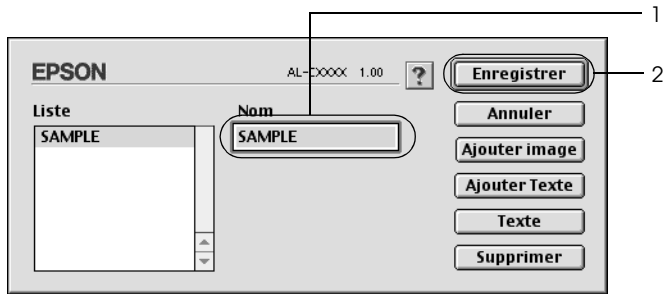 1
EPSON
AL-CXXXX 1.00
?
Enregistrer
2
Liste
Nom
Annuler
SAMPLE
SAMPLE
Ajouter image
Ajouter Texte
Texte
Supprimer